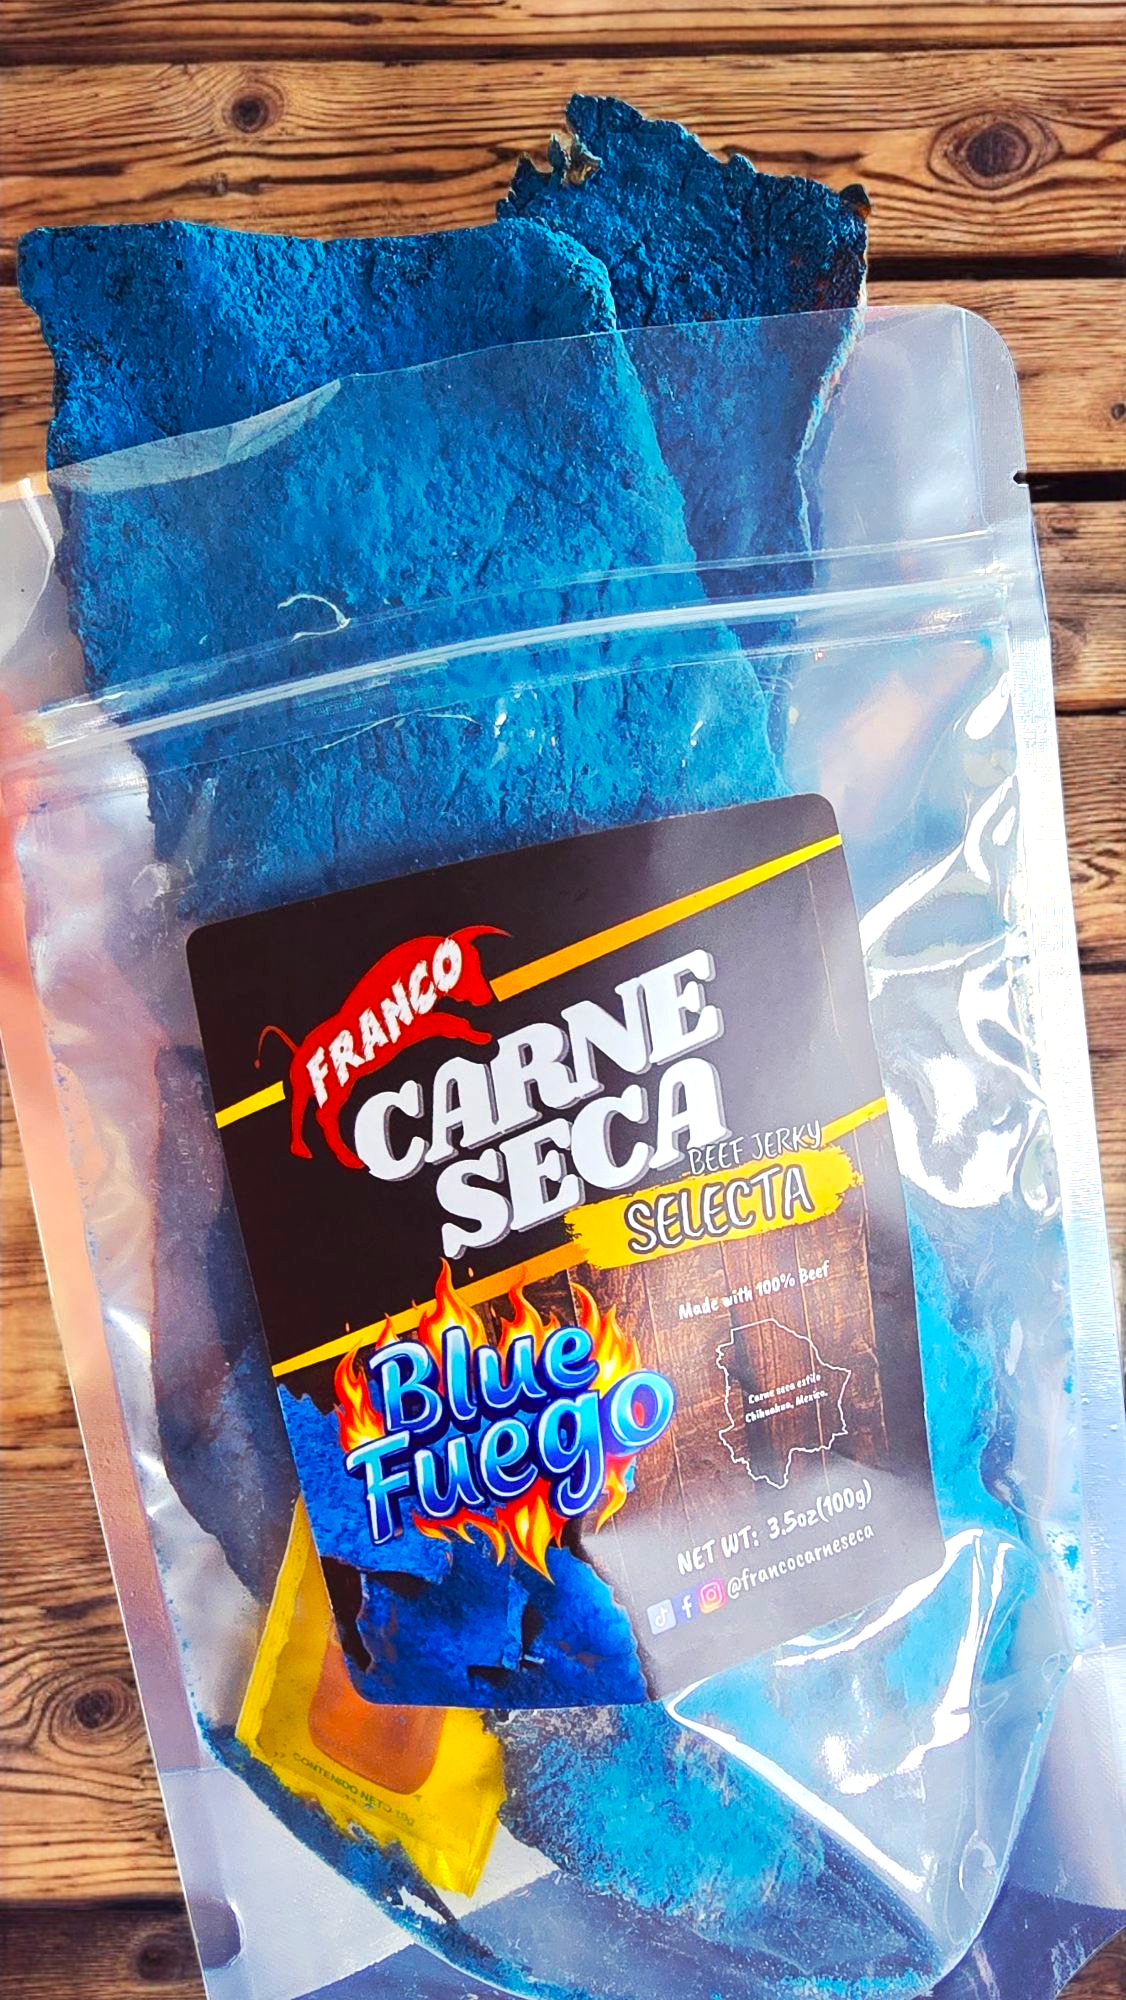 FRANCO
CARNE
SECA
BEEF JERKY
SELECTA
Made with 100% Beef
Carne seca estilo
Chihuahua, Mexico.
Blue
Fuego
NET WT: 3.5oz(100g)
@francocarneseca
CONTENIDO NETO 10g